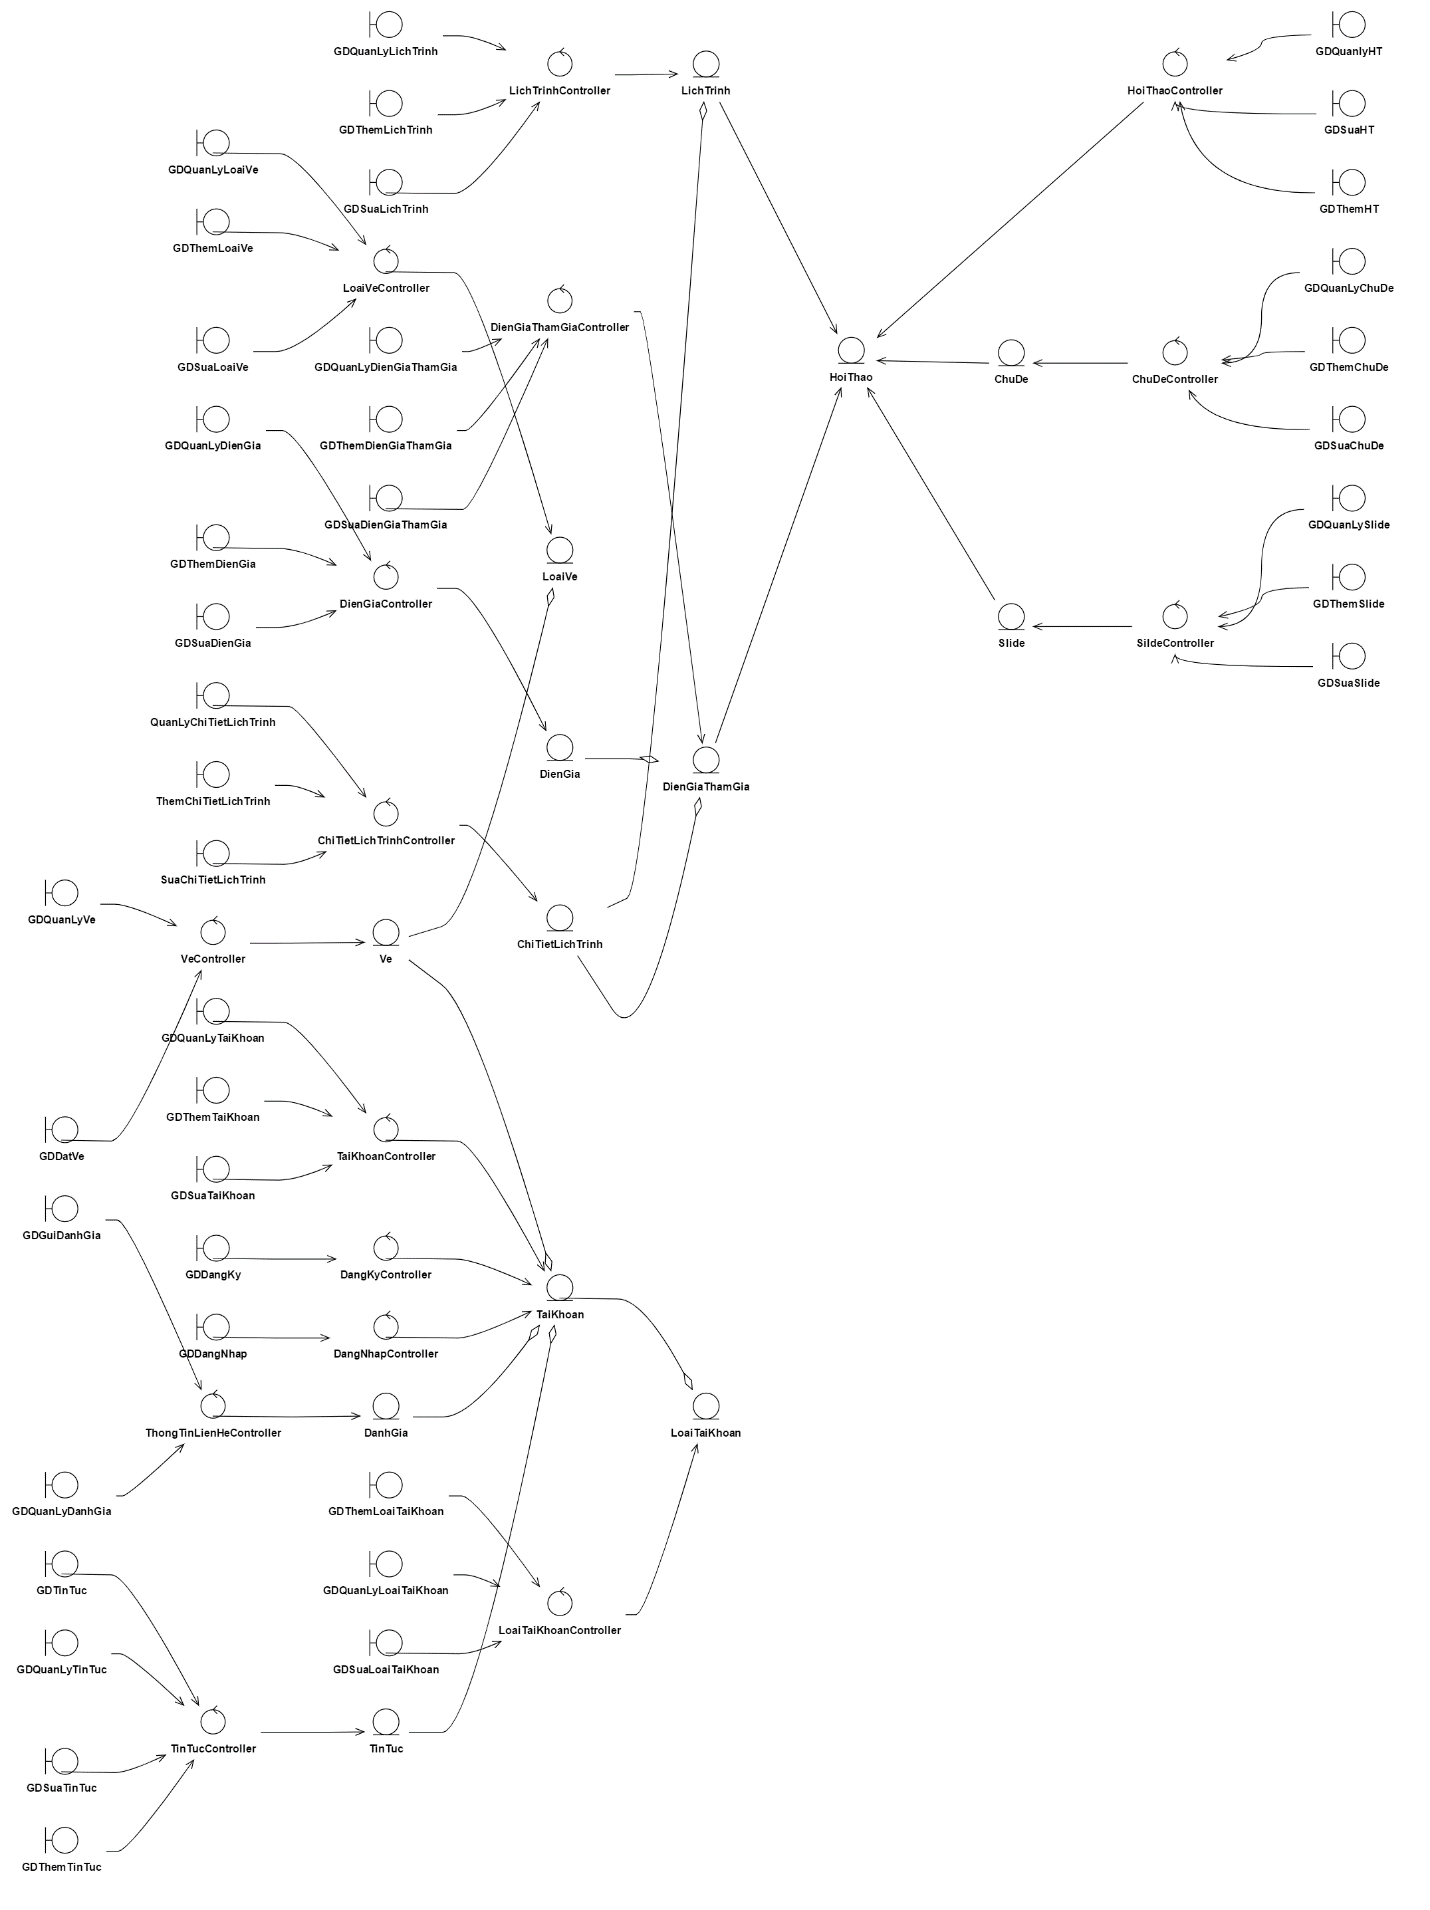 GDQuanLyLichTrinh
GDQuanlyHT
LichTrinhController
LichTrinh
HoiThaoController
GDThemLichTrinh
GDSuaHT
GDQuanLyLoaiVe
GDSuaLichTrinh
GDThemHT
GDThemLoaiVe
LoaiVeController
GDQuanLyChuDe
DienGiaThamGiaController
GDSuaLoaiVe
GDQuanLyDienGiaThamGia
HoiThao
ChuDe
ChuDeController
GDThemChuDe
GDQuanLyDienGia
GDThemDienGiaThamGia
GDSuaChuDe
GDSuaDienGiaThamGia
GDQuanLySlide
GDThemDienGia
LoaiVe
DienGiaController
GDThemSlide
GDSuaDienGia
Slide
SildeController
GDSuaSlide
QuanLyChiTietLichTrinh
DienGia
DienGiaThamGia
ThemChiTietLichTrinh
ChiTietLichTrinhController
SuaChiTietLichTrinh
GDQuanLyVe
ChiTietLichTrinh
VeController
Ve
GDQuanLyTaiKhoan
GDThemTaiKhoan
GDDatVe
TaiKhoanController
GDSuaTaiKhoan
GDGuiDanhGia
GDDangKy
DangKyController
TaiKhoan
GDDangNhap
DangNhapController
ThongTinLienHeController
DanhGia
LoaiTaiKhoan
GDQuanLyDanhGia
GDThemLoaiTaiKhoan
GDTinTuc
GDQuanLyLoaiTaiKhoan
LoaiTaiKhoanController
GDQuanLyTinTuc
GDSuaLoaiTaiKhoan
TinTucController
TinTuc
GDSuaTinTuc
GDThemTinTuc